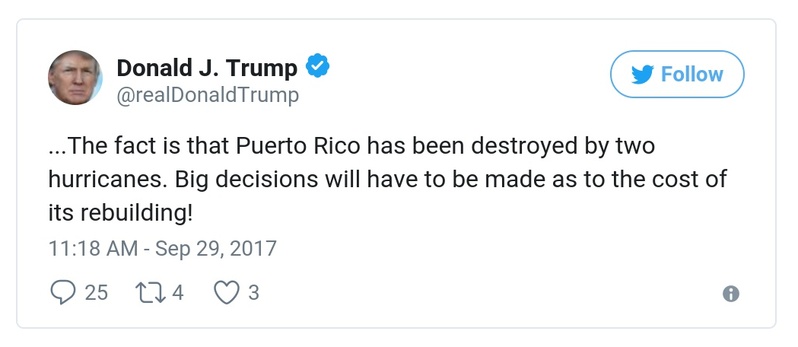 Donald J. Trump
Follow
@realDonaldTrump
...The fact is that Puerto Rico has been destroyed by two
hurricanes. Big decisions will have to be made as to the cost of
its rebuilding!
11:18 AM - Sep 29, 2017
25 4 3